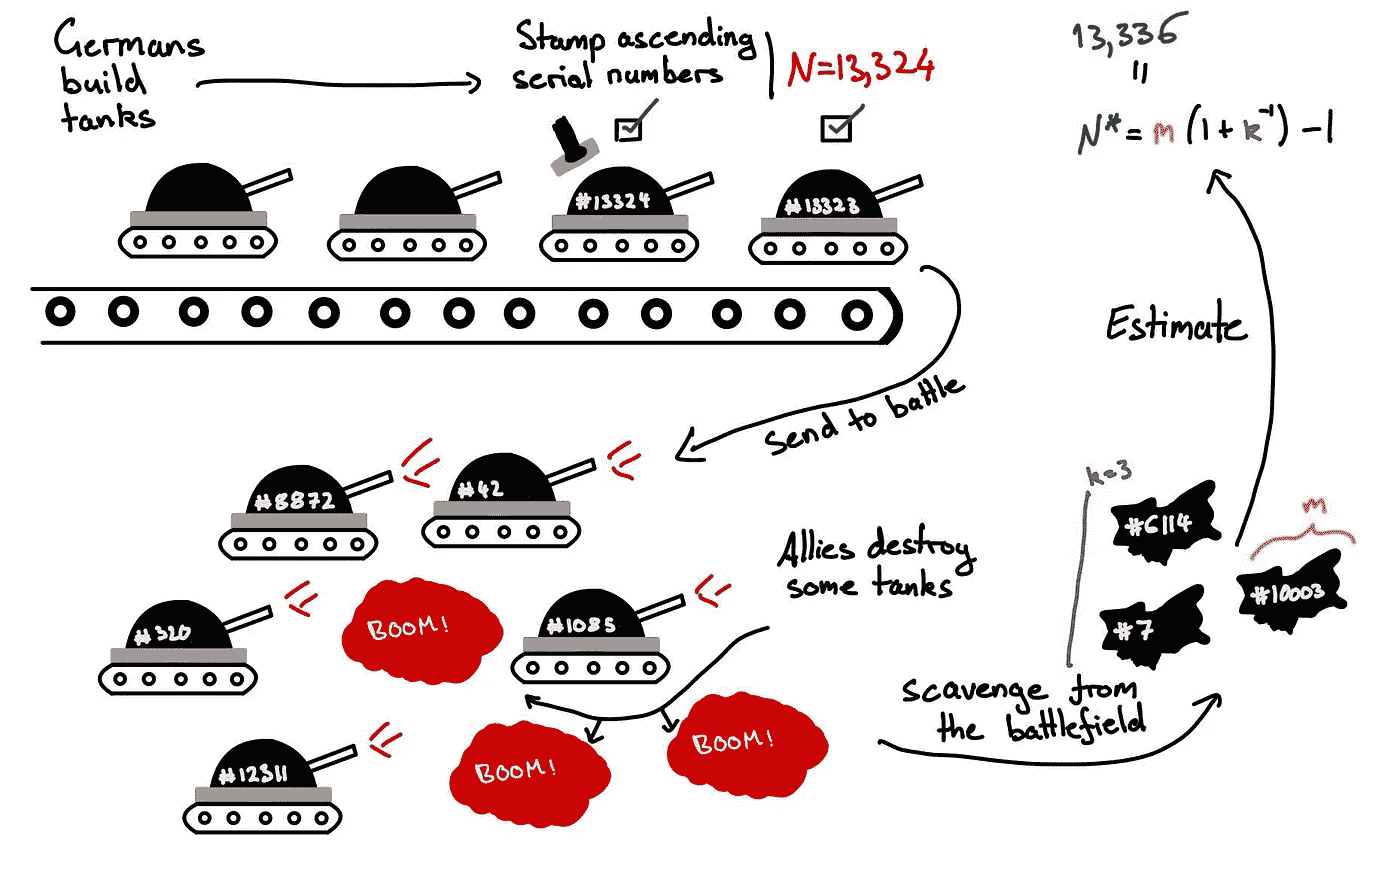 Germans
build
tanks
Stamp ascending
serial numbers
N=13,324
13,336
=
N* = m (1 + k⁻¹) - 1
#13324
#13323
Estimate
send to battle
#8872
#42
k=3
#6114
m
#10003
#7
Allies destroy
some tanks
#320
BOOM!
#1085
scavenge from
the battlefield
BOOM!
BOOM!
#12311